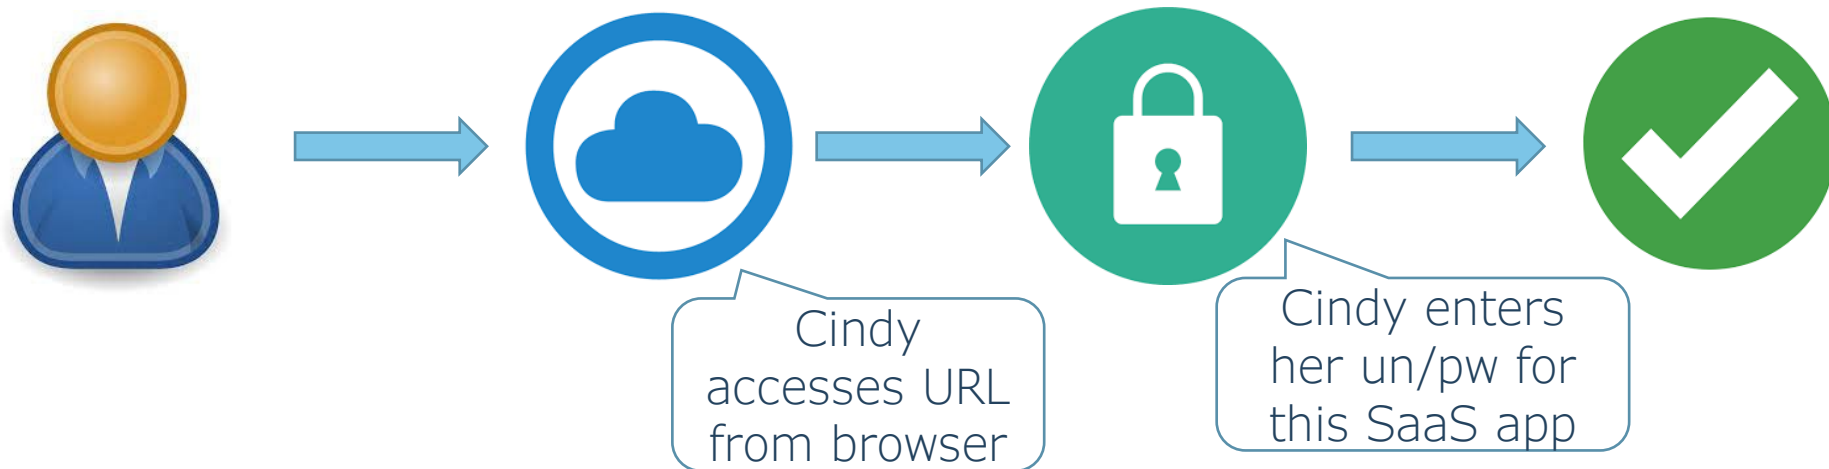 Cindy
accesses URL
from browser
Cindy enters
her un/pw for
this SaaS app